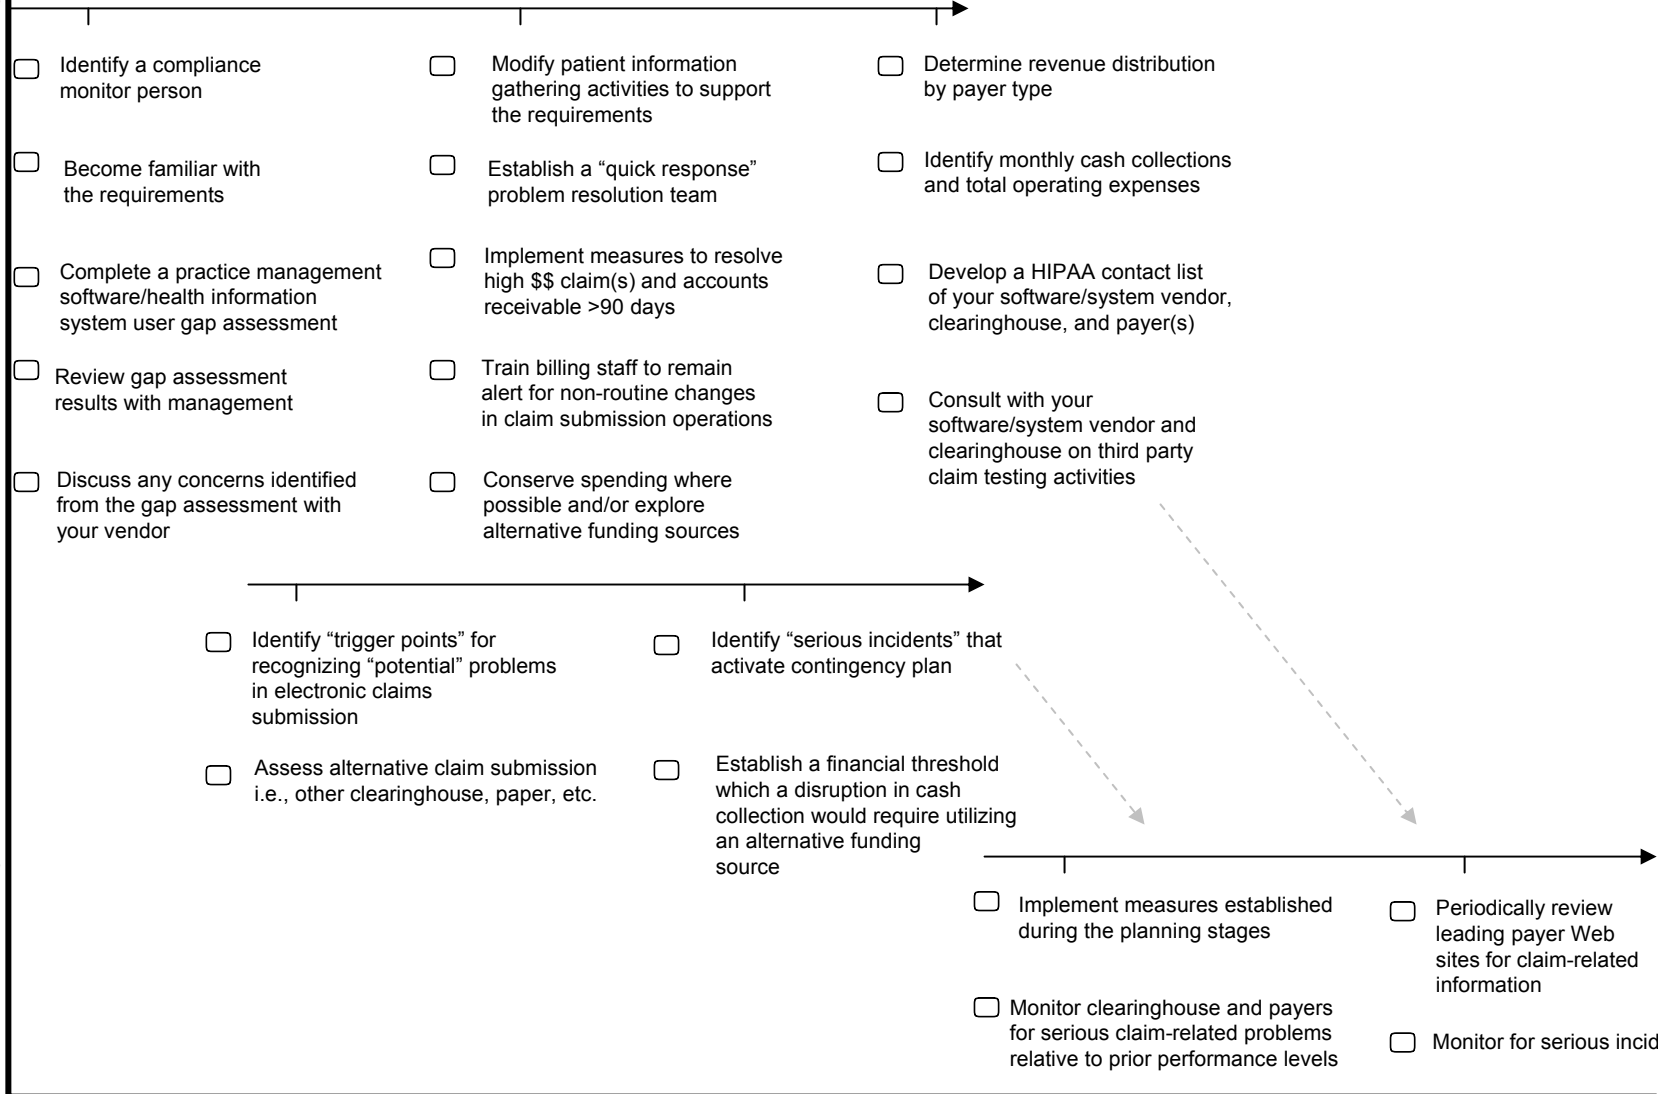 Identify a compliance
monitor person
Become familiar with
the requirements
Complete a practice management
software/health information
system user gap assessment
Review gap assessment
results with management
Discuss any concerns identified
from the gap assessment with
your vendor
Modify patient information
gathering activities to support
the requirements
Establish a “quick response”
problem resolution team
Implement measures to resolve
high $$ claim(s) and accounts
receivable >90 days
Train billing staff to remain
alert for non-routine changes
in claim submission operations
Conserve spending where
possible and/or explore
alternative funding sources
Determine revenue distribution
by payer type
Identify monthly cash collections
and total operating expenses
Develop a HIPAA contact list
of your software/system vendor,
clearinghouse, and payer(s)
Consult with your
software/system vendor and
clearinghouse on third party
claim testing activities
Identify “trigger points” for
recognizing “potential” problems
in electronic claims
submission
Assess alternative claim submission
i.e., other clearinghouse, paper, etc.
Identify “serious incidents” that
activate contingency plan
Establish a financial threshold
which a disruption in cash
collection would require utilizing
an alternative funding
source
Implement measures established
during the planning stages
Monitor clearinghouse and payers
for serious claim-related problems
relative to prior performance levels
Periodically review
leading payer Web
sites for claim-related
information
Monitor for serious incid